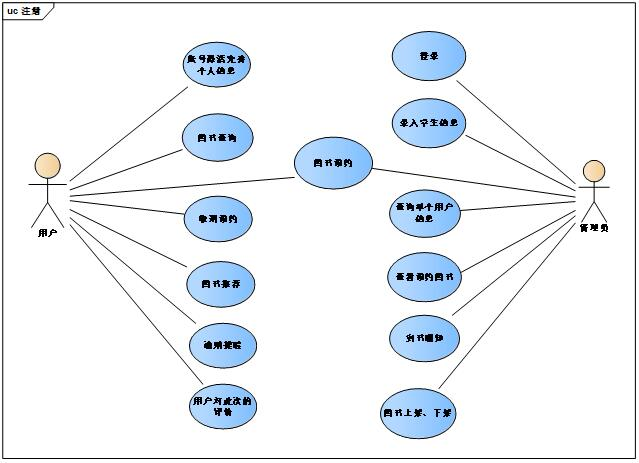 uc 注销
账号激活完善
个人信息
登录
录入学生信息
图书查询
图书预约
用户
管理员
取消预约
查询单个用户
信息
图书推荐
查看预约图书
逾期提醒
到书通知
用户对此次的
评价
图书上架、下架